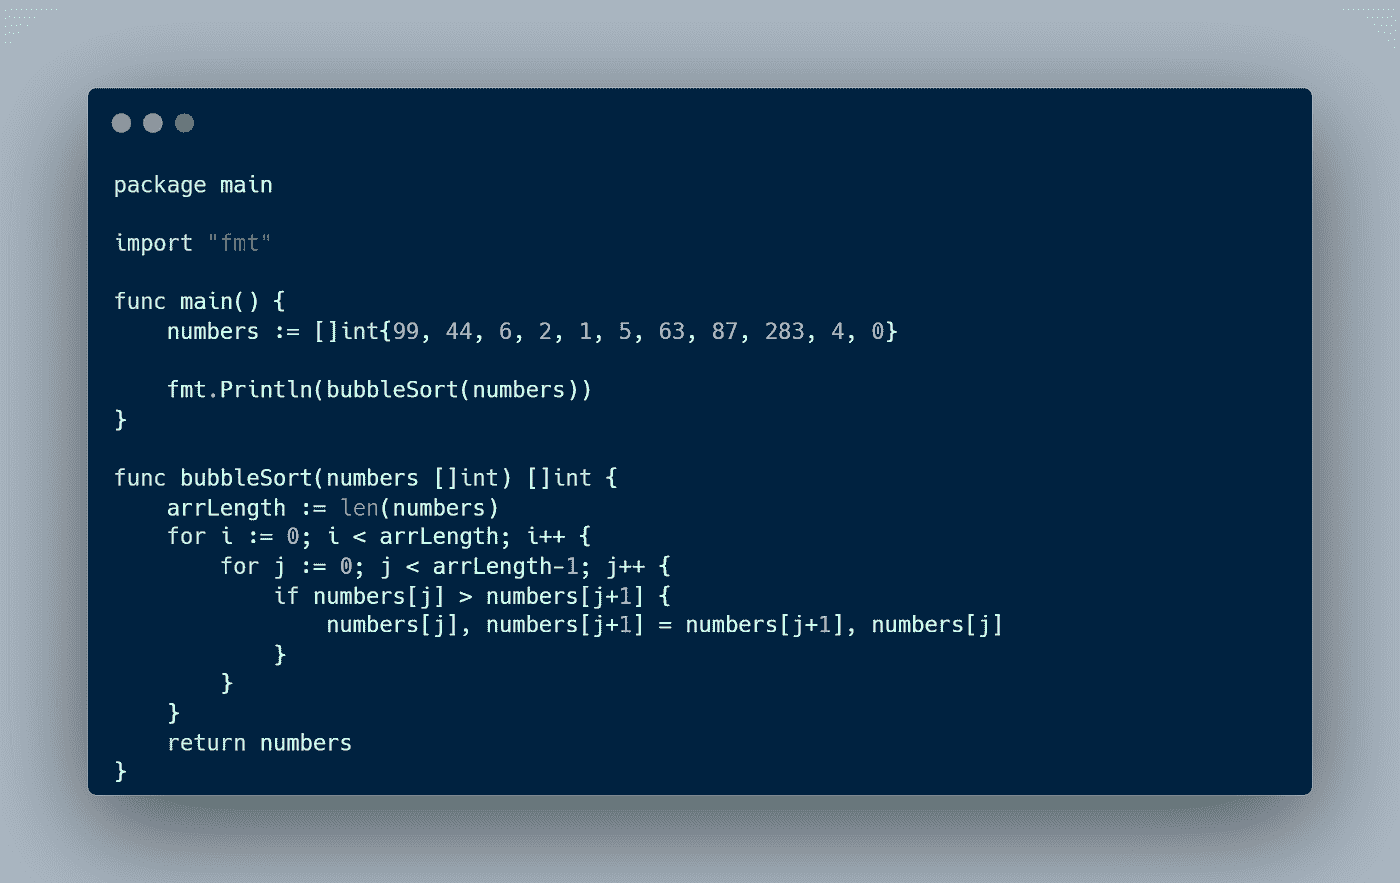 package main
import "fmt"
func main() {
    numbers := []int{99, 44, 6, 2, 1, 5, 63, 87, 283, 4, 0}
    fmt.Println(bubbleSort(numbers))
}
func bubbleSort(numbers []int) []int {
    arrLength := len(numbers)
    for i := 0; i < arrLength; i++ {
        for j := 0; j < arrLength-1; j++ {
            if numbers[j] > numbers[j+1] {
                numbers[j], numbers[j+1] = numbers[j+1], numbers[j]
            }
        }
    }
    return numbers
}